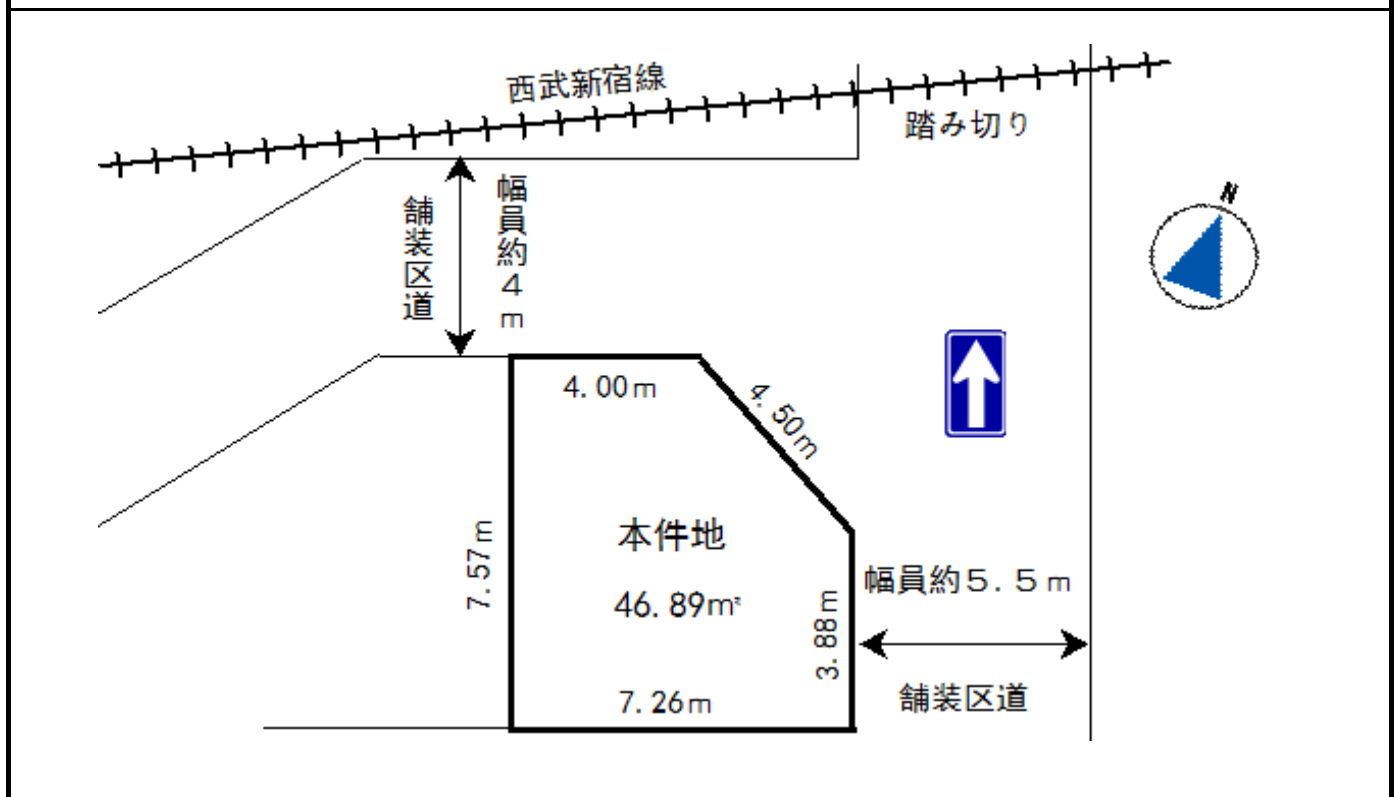 西武新宿線
踏み切り
N
舗装区道
幅員約４ｍ
4.00ｍ
4.50ｍ
本件地
46.89㎡
7.57ｍ
3.88ｍ
7.26ｍ
幅員約５.５ｍ
舗装区道